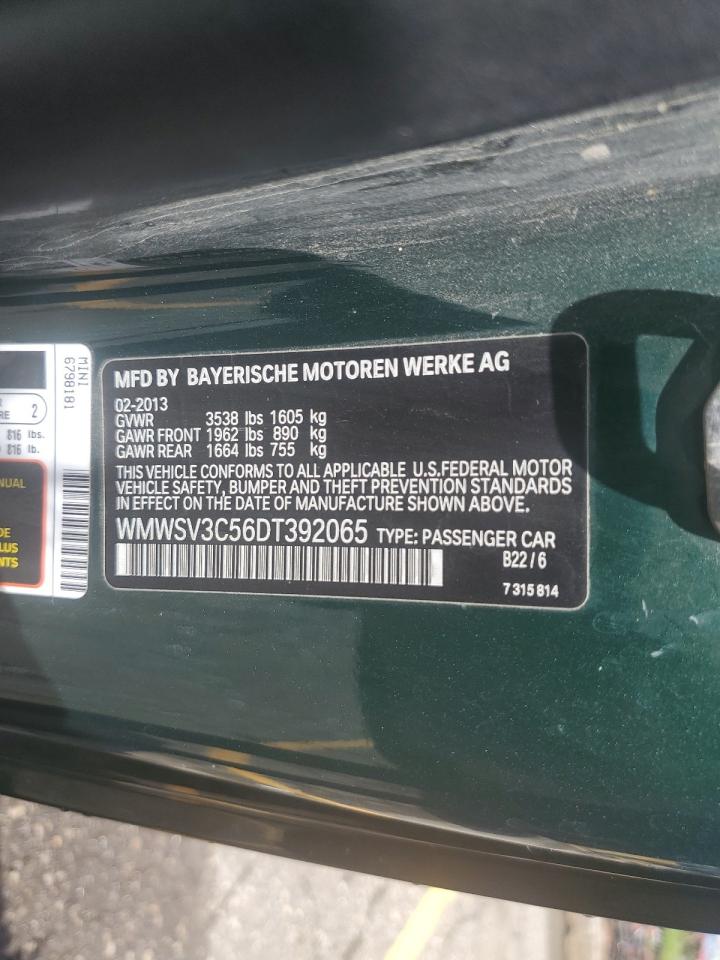 MFD BY BAYERISCHE MOTOREN WERKE AG
02-2013
GVWR 3538 lbs 1605 kg
GAWR FRONT 1962 lbs 890 kg
GAWR REAR 1664 lbs 755 kg
THIS VEHICLE CONFORMS TO ALL APPLICABLE U.S.FEDERAL MOTOR
VEHICLE SAFETY, BUMPER AND THEFT PREVENTION STANDARDS
IN EFFECT ON THE DATE OF MANUFACTURE SHOWN ABOVE.
WMWSV3C56DT392065 TYPE: PASSENGER CAR
B22/6
7 315 814
MINI
6798181
2
816 lbs.
816 lb.